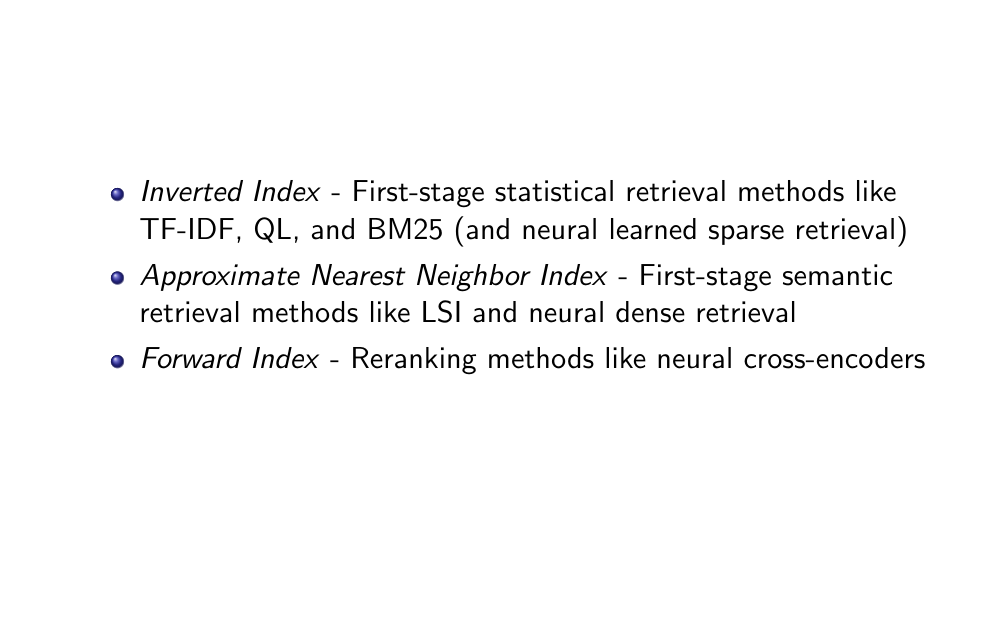 Inverted Index - First-stage statistical retrieval methods like
TF-IDF, QL, and BM25 (and neural learned sparse retrieval)
Approximate Nearest Neighbor Index - First-stage semantic
retrieval methods like LSI and neural dense retrieval
Forward Index - Reranking methods like neural cross-encoders